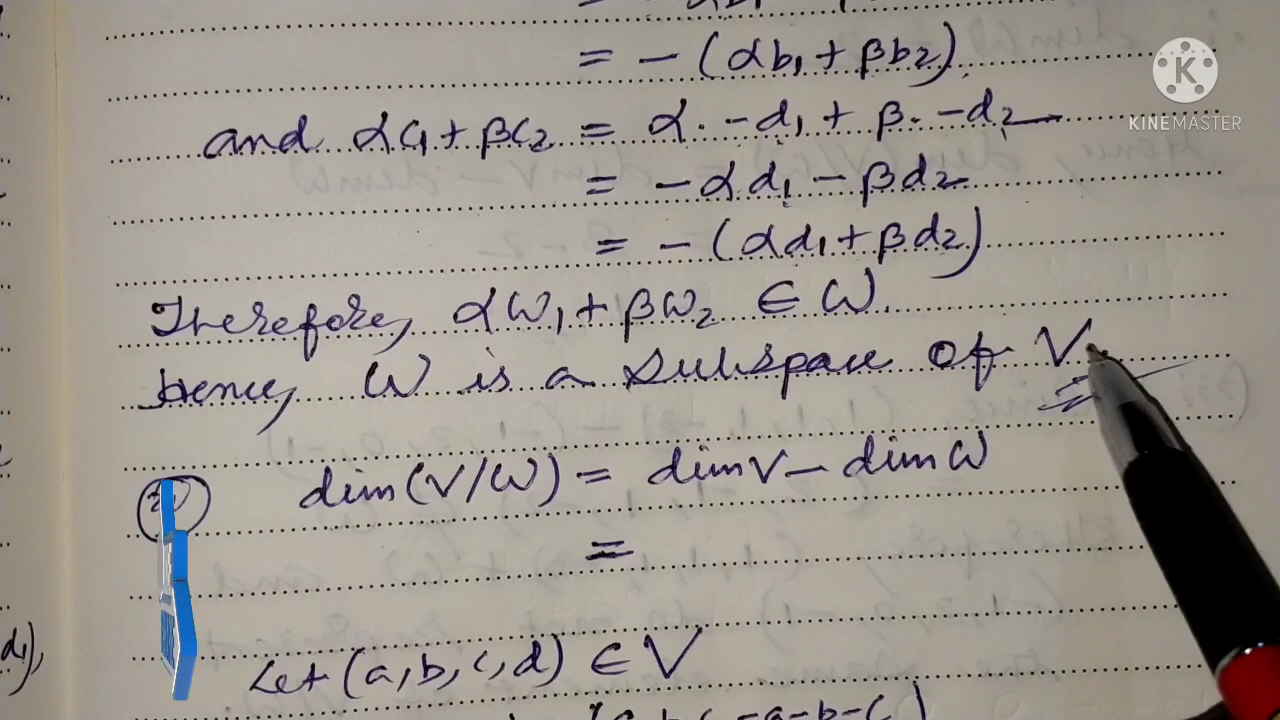 = - (αb₁ + βb₂)
and αc₁ + βc₂ = α. -d₁ + β. -d₂
= -αd₁ - βd₂
= - (αd₁ + βd₂)
Therefore, αW₁ + βW₂ ∈ W.
Hence, W is a subspace of V.
dim(V/W) = dimV - dimW
=
d₁),
Let (a, b, c, d) ∈ V
K
KINEMASTER